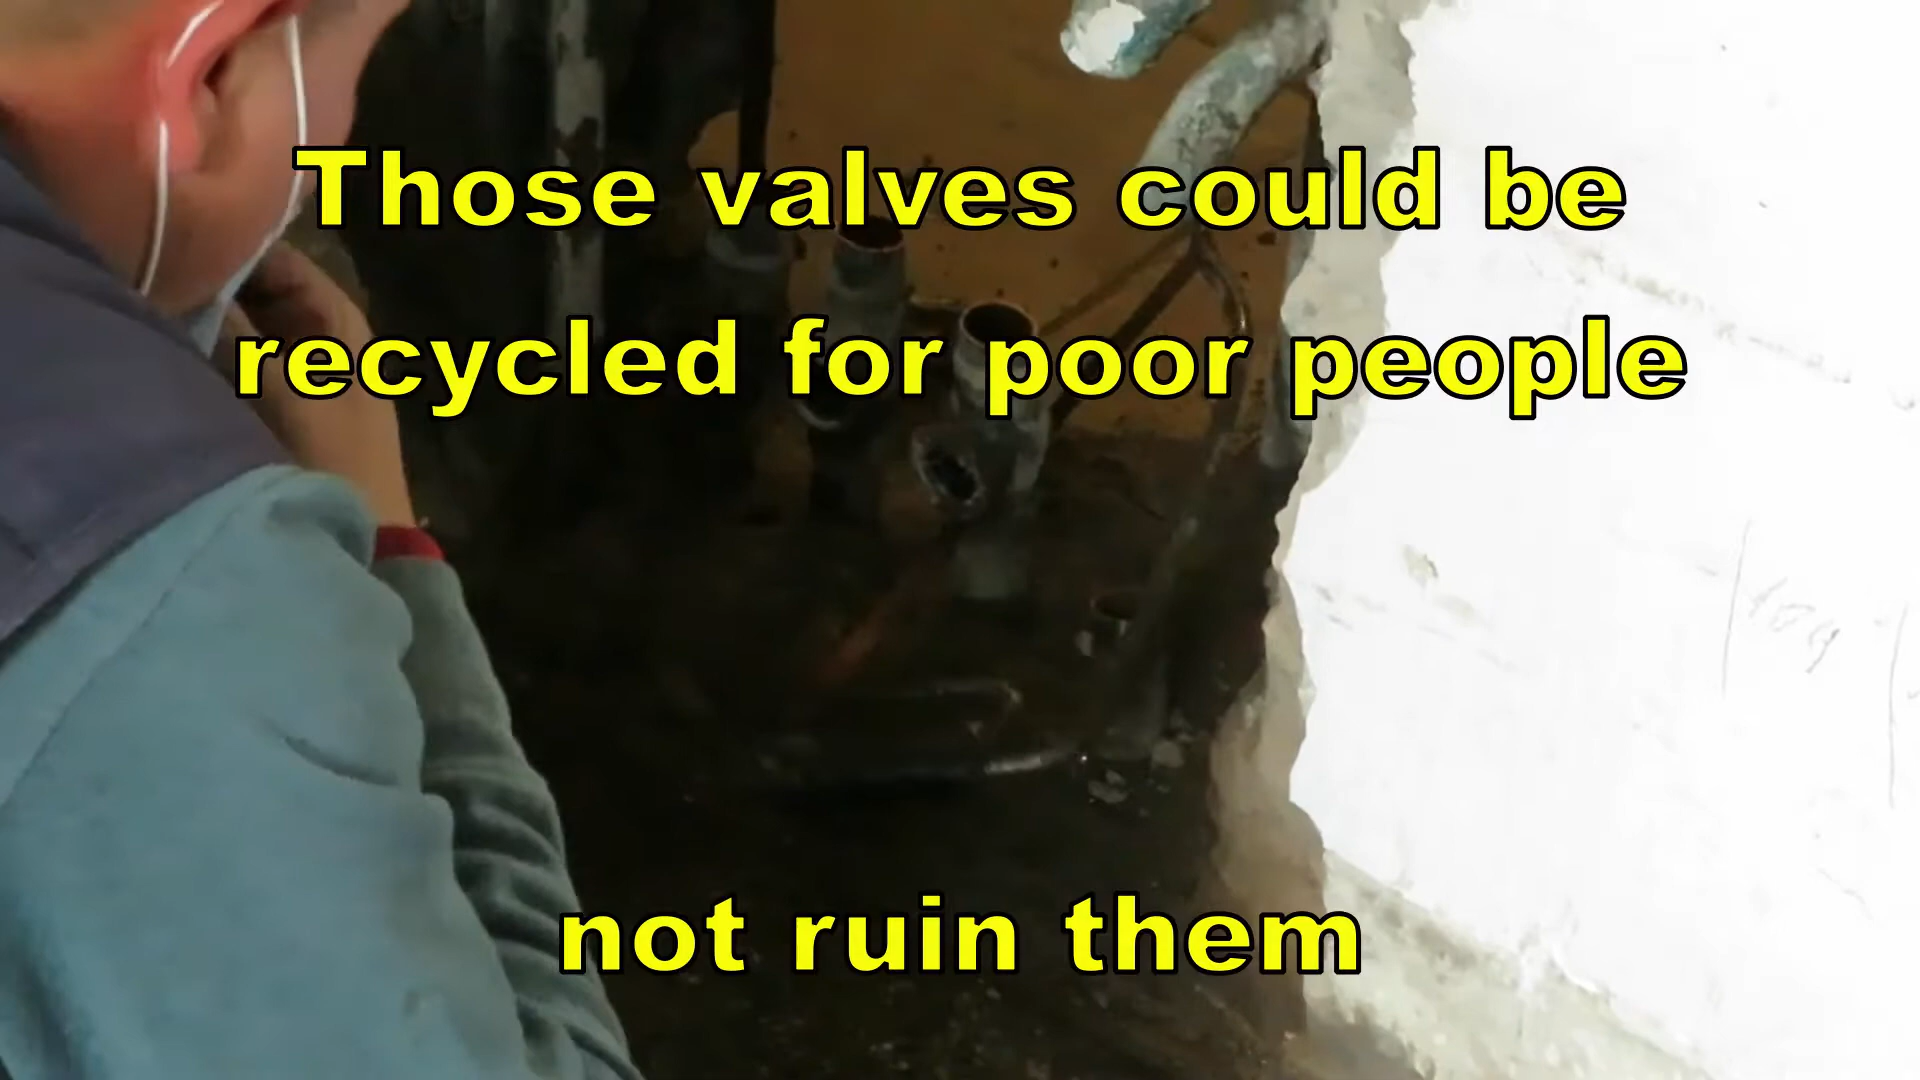 Those valves could be
recycled for poor people
not ruin them